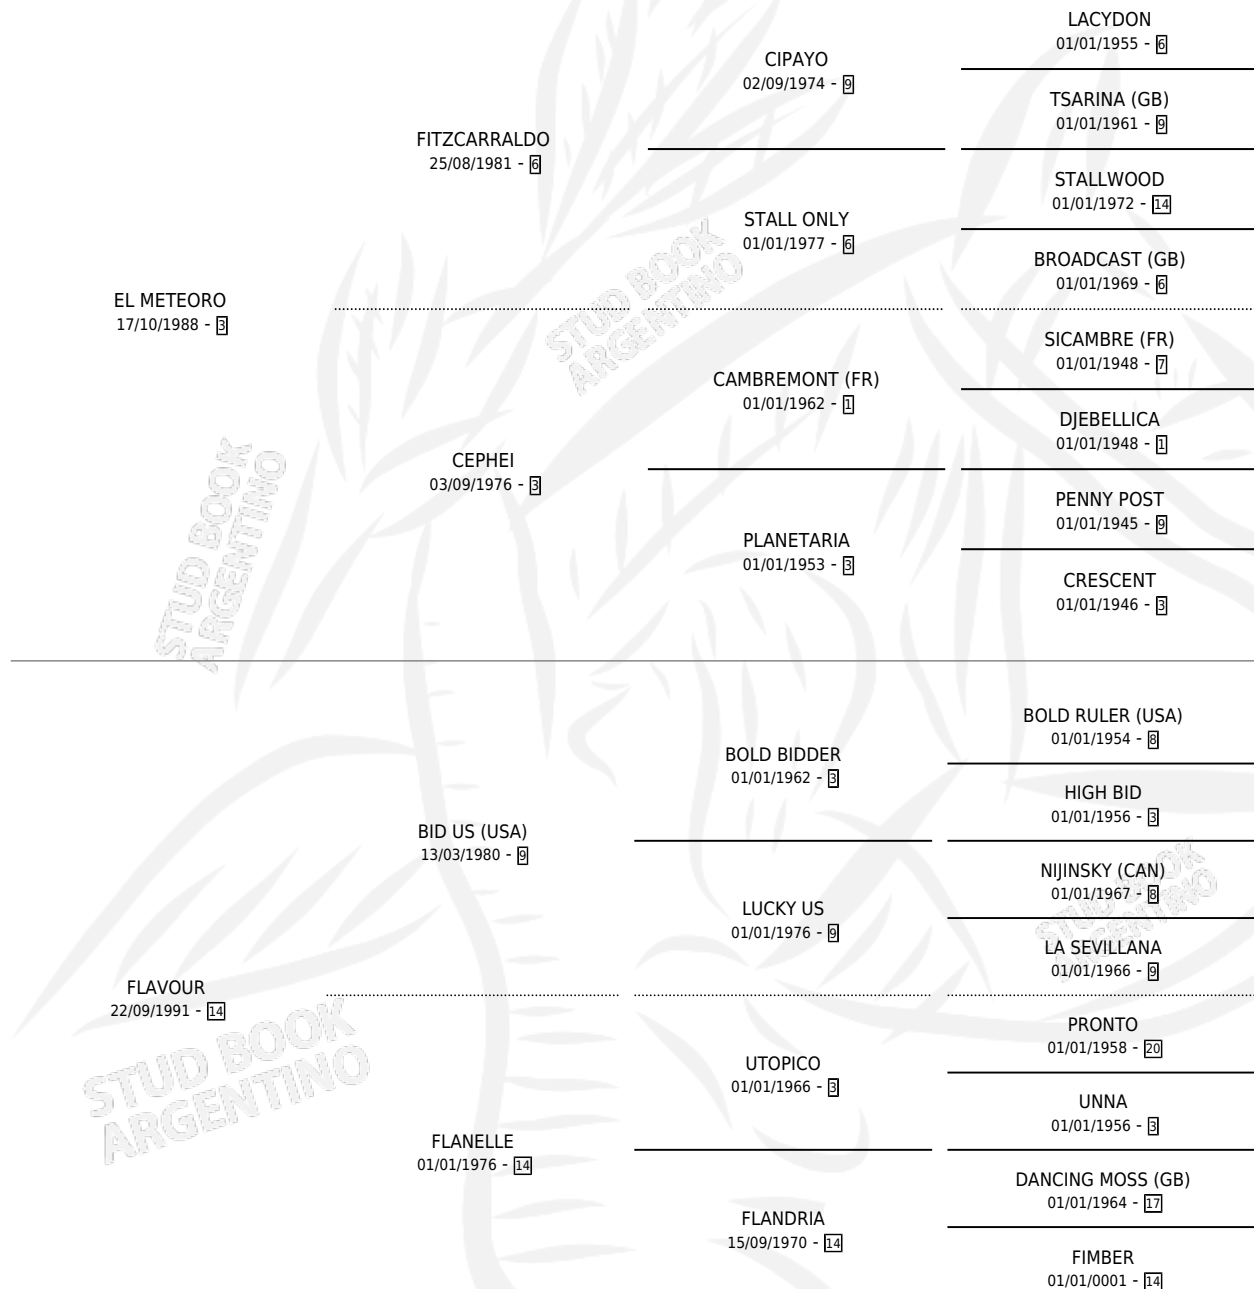 LACYDON
01/01/1955 - 6
CIPAYO
02/09/1974 - 9
TSARINA (GB)
01/01/1961 - 9
FITZCARRALDO
25/08/1981 - 6
STALLWOOD
01/01/1972 - 14
STALL ONLY
01/01/1977 - 6
BROADCAST (GB)
01/01/1969 - 6
EL METEORO
17/10/1988 - 3
STUD BOOK
ARGENTINO
SICAMBRE (FR)
01/01/1948 - 7
CAMBREMONT (FR)
01/01/1962 - 1
DJEBELLICA
01/01/1948 - 1
CEPHEI
03/09/1976 - 3
PENNY POST
01/01/1945 - 9
PLANETARIA
01/01/1953 - 3
CRESCENT
01/01/1946 - 3
STUD BOOK
ARGENTINO
BOLD RULER (USA)
01/01/1954 - 8
BOLD BIDDER
01/01/1962 - 3
HIGH BID
01/01/1956 - 3
BID US (USA)
13/03/1980 - 9
NIJINSKY (CAN)
01/01/1967 - 8
LUCKY US
01/01/1976 - 9
STUD BOOK
ARGENTINO
LA SEVILLANA
01/01/1966 - 9
FLAVOUR
22/09/1991 - 14
STUD BOOK
ARGENTINO
PRONTO
01/01/1958 - 20
UTOPICO
01/01/1966 - 3
UNNA
01/01/1956 - 3
FLANELLE
01/01/1976 - 14
DANCING MOSS (GB)
01/01/1964 - 17
FLANDRIA
15/09/1970 - 14
FIMBER
01/01/0001 - 14